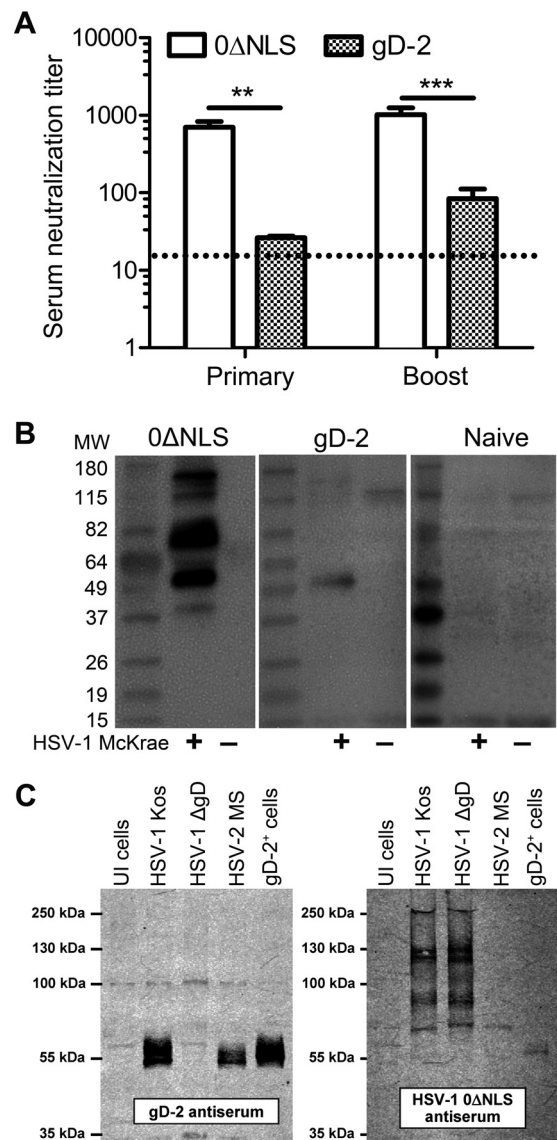 A
Serum neutralization titer
10000
1000
100
10
1
0ΔNLS
gD-2
**
***
Primary
Boost
B
MW
0ΔNLS
gD-2
Naive
180
115
82
64
49
37
26
19
15
HSV-1 McKrae
+ − + − + −
C
UI cells
HSV-1 Kos
HSV-1 ΔgD
HSV-2 MS
gD-2+ cells
250 kDa
130 kDa
100 kDa
55 kDa
35 kDa
gD-2 antiserum
UI cells
HSV-1 Kos
HSV-1 ΔgD
HSV-2 MS
gD-2+ cells
250 kDa
130 kDa
100 kDa
55 kDa
35 kDa
HSV-1 0ΔNLS
antiserum